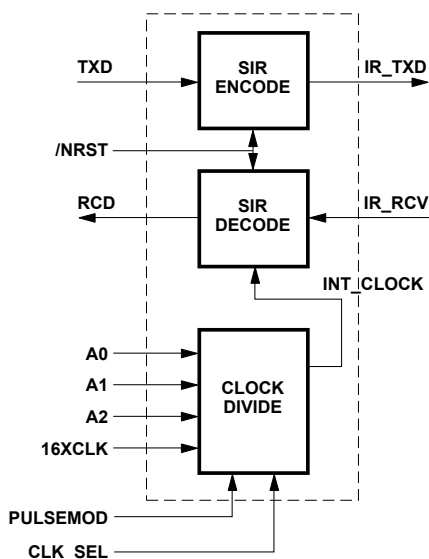 TXD
SIR
ENCODE
IR_TXD
/NRST
RCD
SIR
DECODE
IR_RCV
INT_CLOCK
A0
A1
A2
16XCLK
CLOCK
DIVIDE
PULSEMOD
CLK_SEL